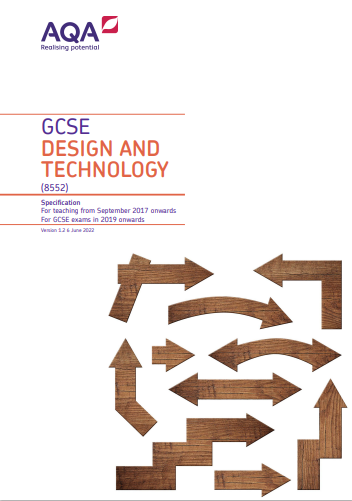 AQA
Realising potential
GCSE
DESIGN AND
TECHNOLOGY
(8552)
Specification
For teaching from September 2017 onwards
For GCSE exams in 2019 onwards
Version 1.2 6 June 2022